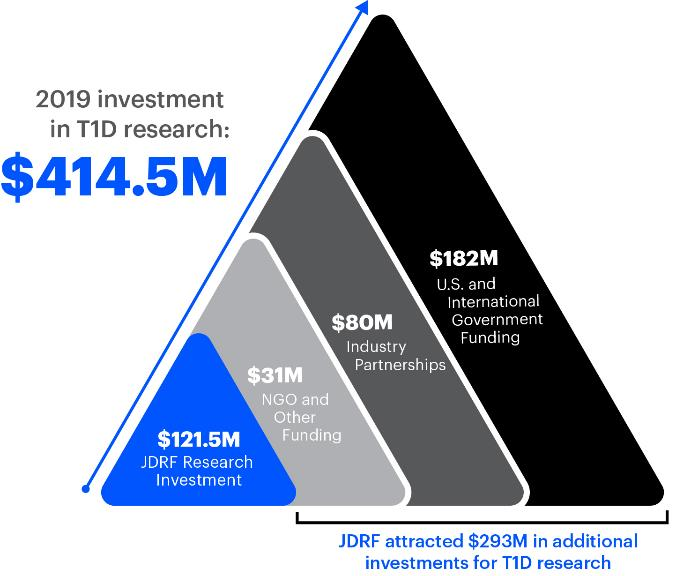 2019 investment
in T1D research:
$414.5M
$182M
U.S. and
International
Government
Funding
$80M
Industry
Partnerships
$31M
NGO and
Other
Funding
$121.5M
JDRF Research
Investment
JDRF attracted $293M in additional
investments for T1D research